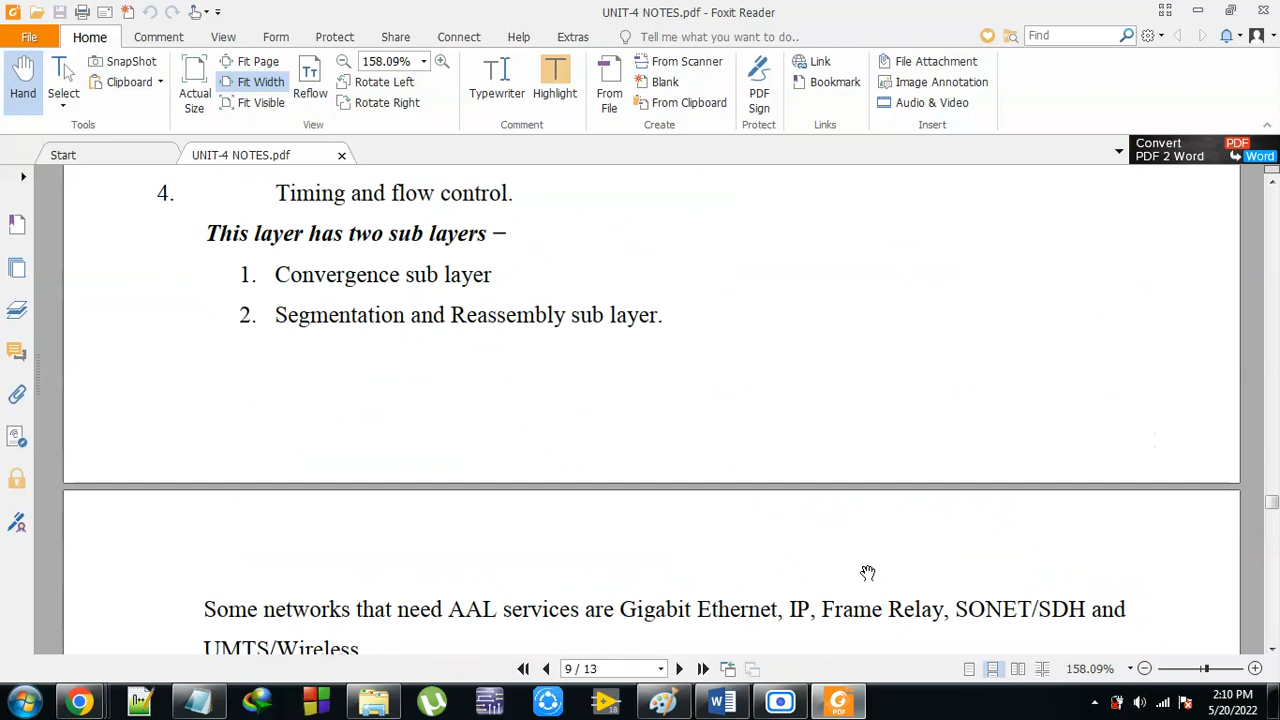 UNIT-4 NOTES.pdf - Foxit Reader
File Home Comment View Form Protect Share Connect Help Extras Tell me what you want to do.. Find
Hand
Select
SnapShot
Clipboard
Tools
Actual Size
Fit Page
Fit Width
Fit Visible
Reflow
158.09%
Rotate Left
Rotate Right
View
Typewriter
Highlight
Comment
From File
From Scanner
Blank
From Clipboard
Create
PDF Sign
Protect
Link
Bookmark
Links
File Attachment
Image Annotation
Audio & Video
Insert
Start UNIT-4 NOTES.pdf
Convert PDF
PDF 2 Word Word
4. Timing and flow control.
This layer has two sub layers −
1. Convergence sub layer
2. Segmentation and Reassembly sub layer.
Some networks that need AAL services are Gigabit Ethernet, IP, Frame Relay, SONET/SDH and
UMTS/Wireless
9 / 13 158.09%
2:10 PM
5/20/2022